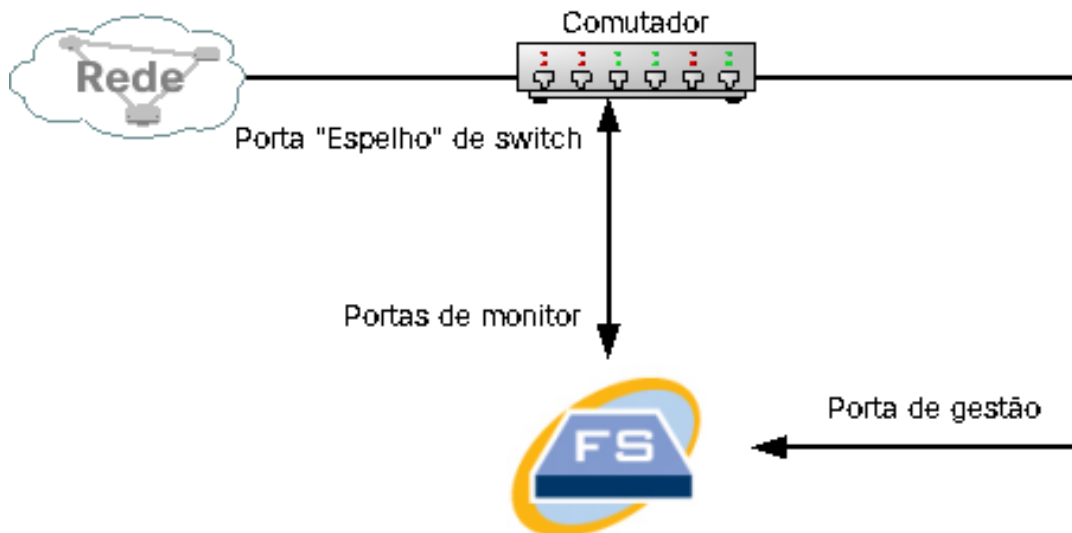 Comutador
Rede
Porta "Espelho" de switch
Portas de monitor
Porta de gestão
FS